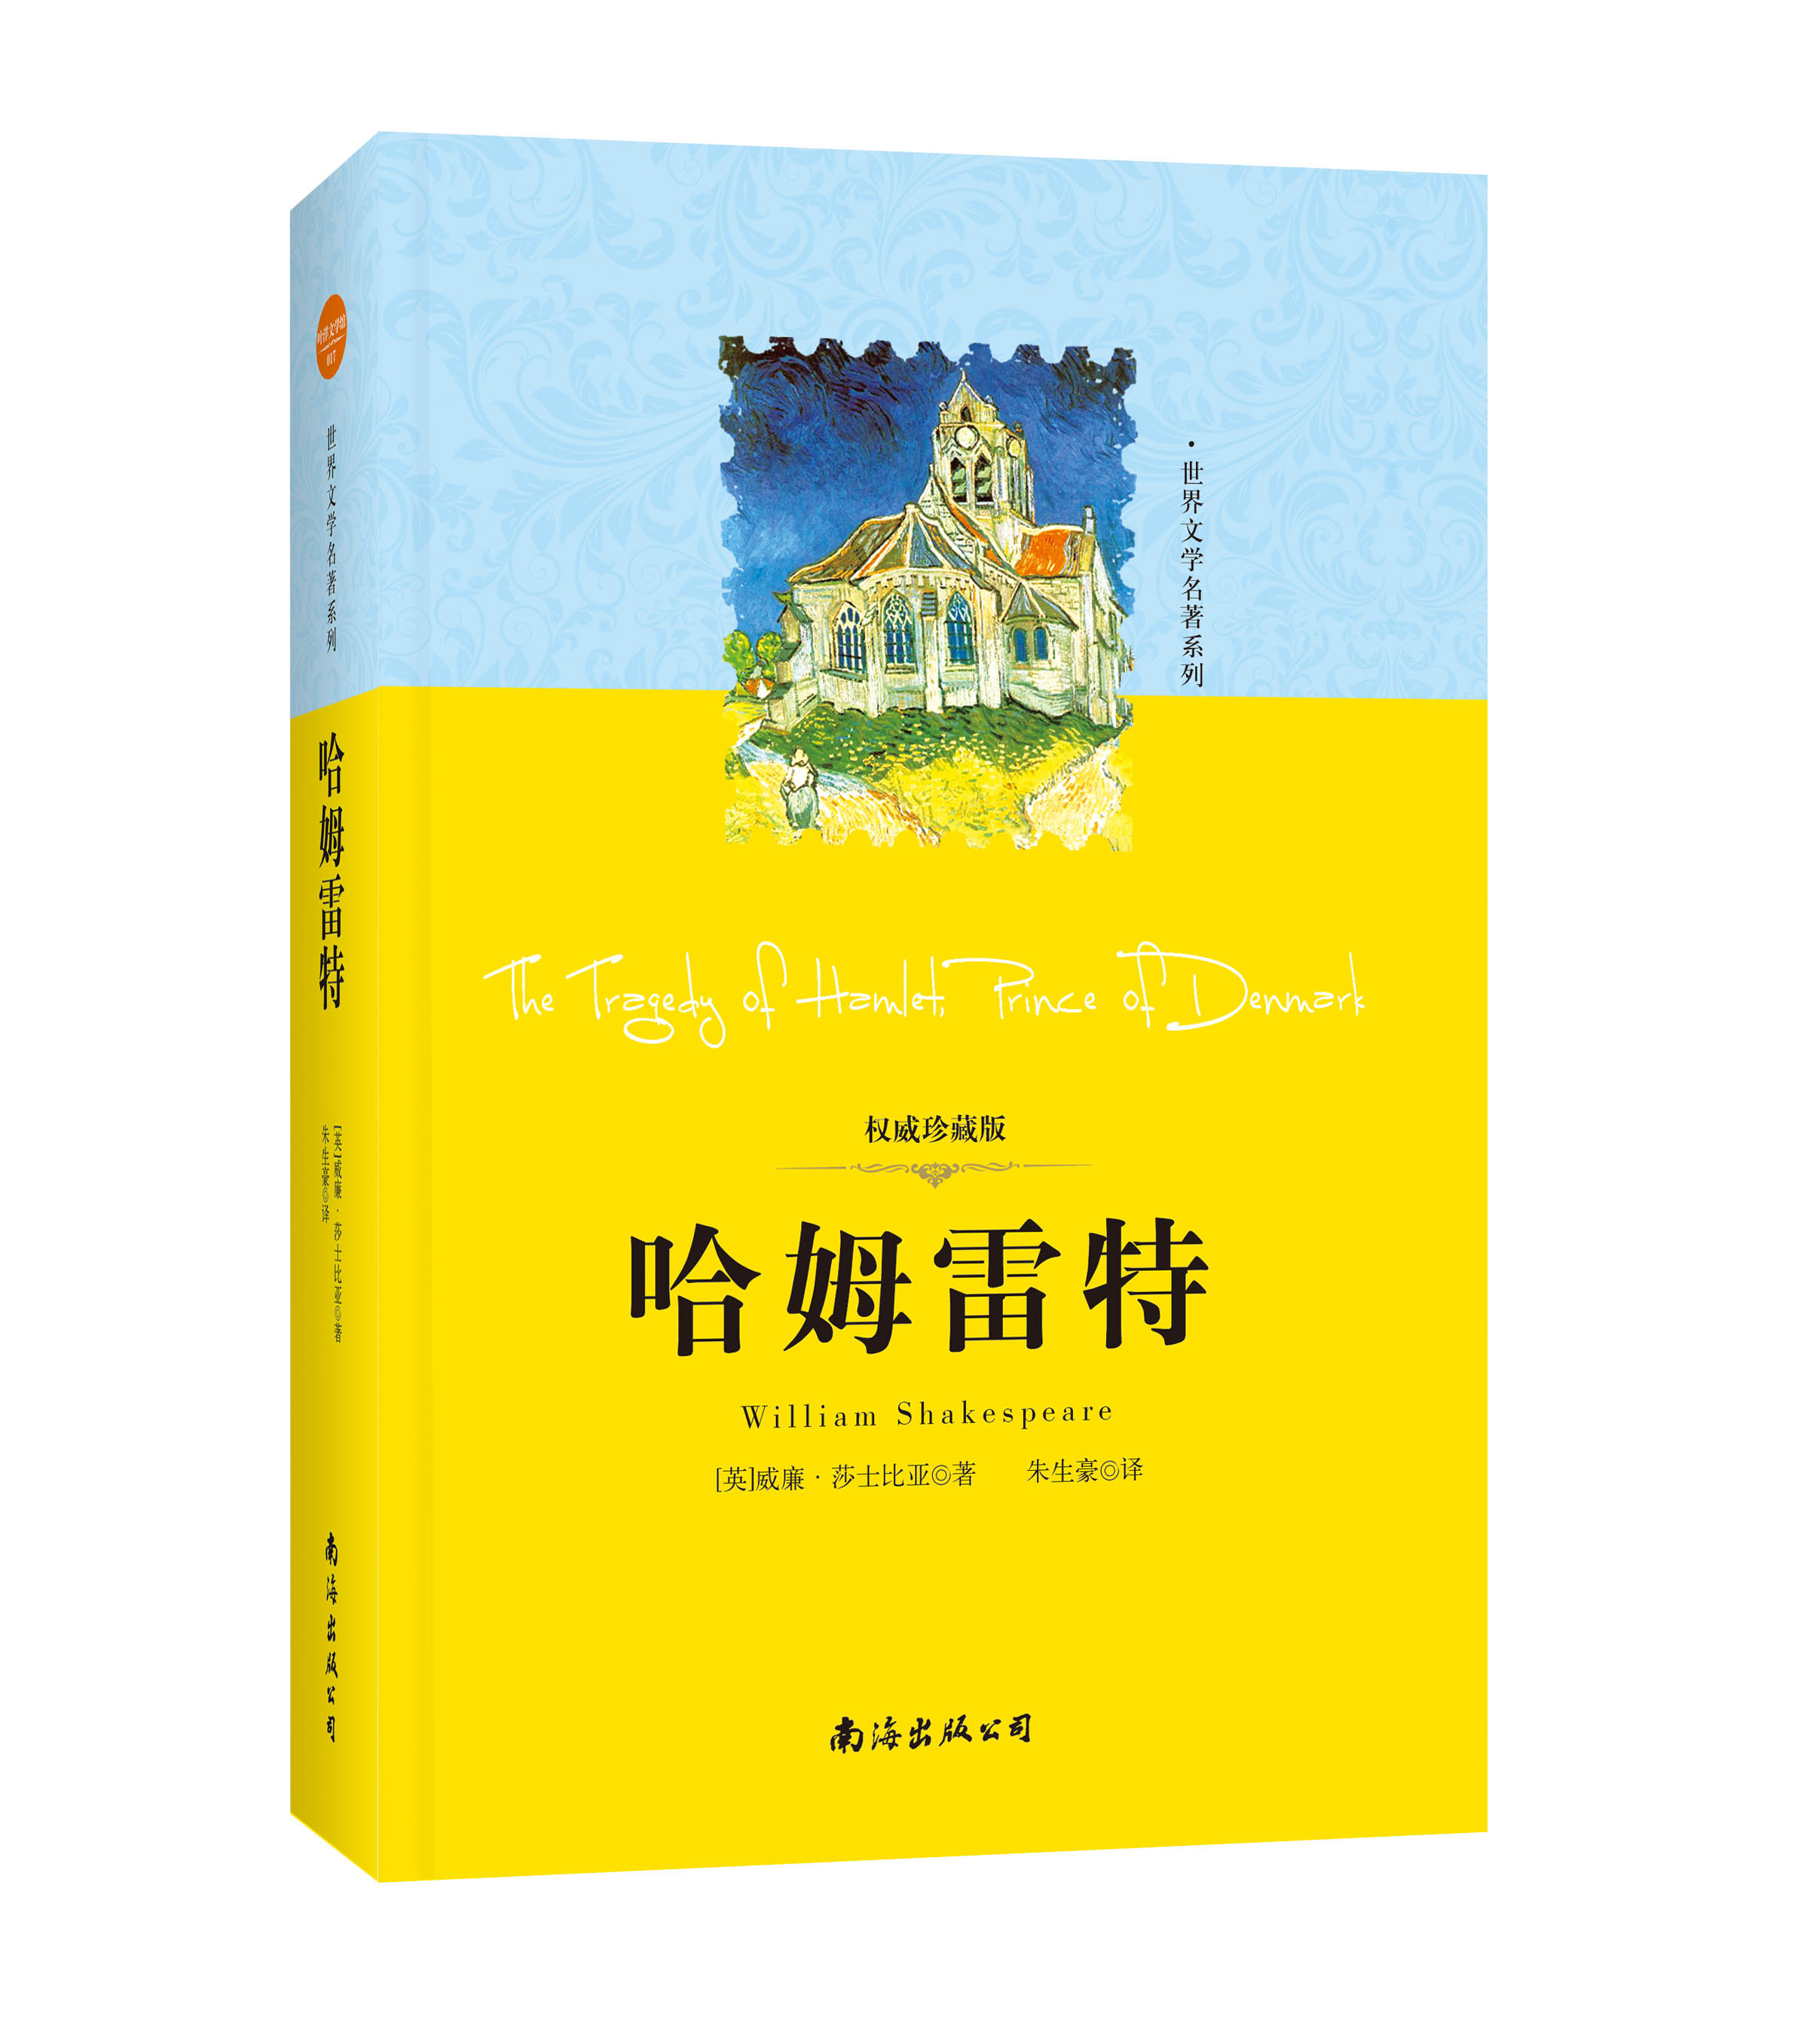 ·世界文学名著系列
The Tragedy of Hamlet, Prince of Denmark
权威珍藏版
哈姆雷特
William Shakespeare
[英]威廉·莎士比亚◎著 朱生豪◎译
南海出版公司
017
世界文学名著系列
哈姆雷特
[英]威廉·莎士比亚◎著
朱生豪◎译
南海出版公司